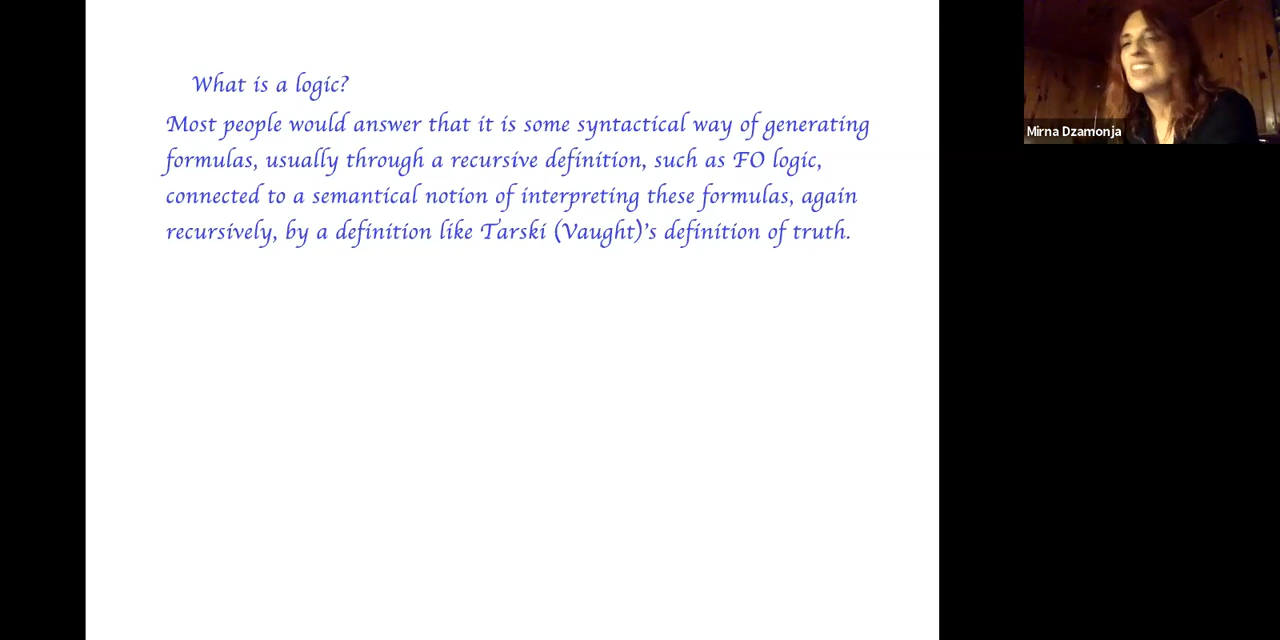 What is a logic?
Most people would answer that it is some syntactical way of generating
formulas, usually through a recursive definition, such as FO logic,
connected to a semantical notion of interpreting these formulas, again
recursively, by a definition like Tarski (Vaught)'s definition of truth.
Mirna Dzamonja